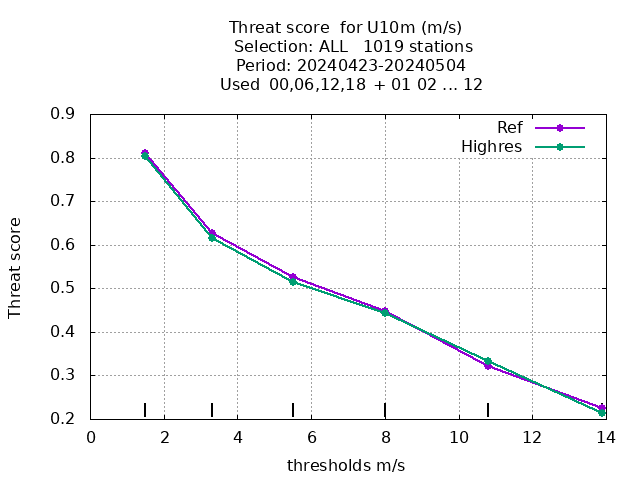 Threat score  for U10m (m/s)
Selection: ALL   1019 stations
Period: 20240423-20240504
Used  00,06,12,18  + 01 02 ... 12
Ref
Highres
0.9
0.8
0.7
0.6
0.5
0.4
0.3
0.2
Threat score
0 2 4 6 8 10 12 14
thresholds m/s